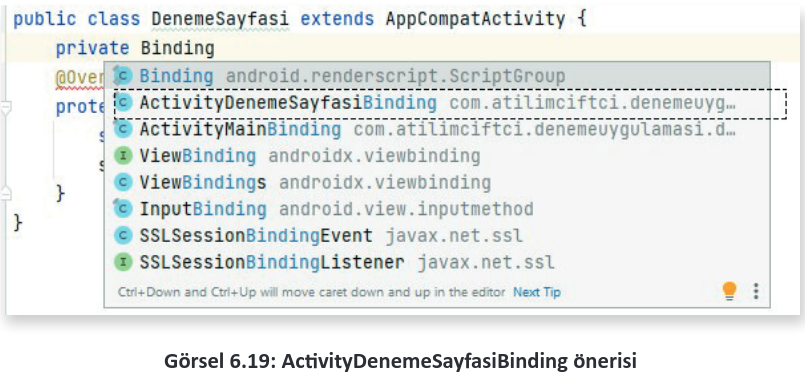 public class DenemeSayfasi extends AppCompatActivity {
private Binding
@Over
Binding android.renderscript.ScriptGroup
ActivityDenemeSayfasiBinding com.atilimciftci.denemeuyg…
prote
ActivityMainBinding com.atilimciftci.denemeuygulamasi.d…
s
ViewBinding androidx.viewbinding
s
ViewBindings androidx.viewbinding
}
InputBinding android.view.inputmethod
}
SSLSessionBindingEvent javax.net.ssl
SSLSessionBindingListener javax.net.ssl
Ctrl+Down and Ctrl+Up will move caret down and up in the editor Next Tip
Görsel 6.19: ActivityDenemeSayfasiBinding önerisi